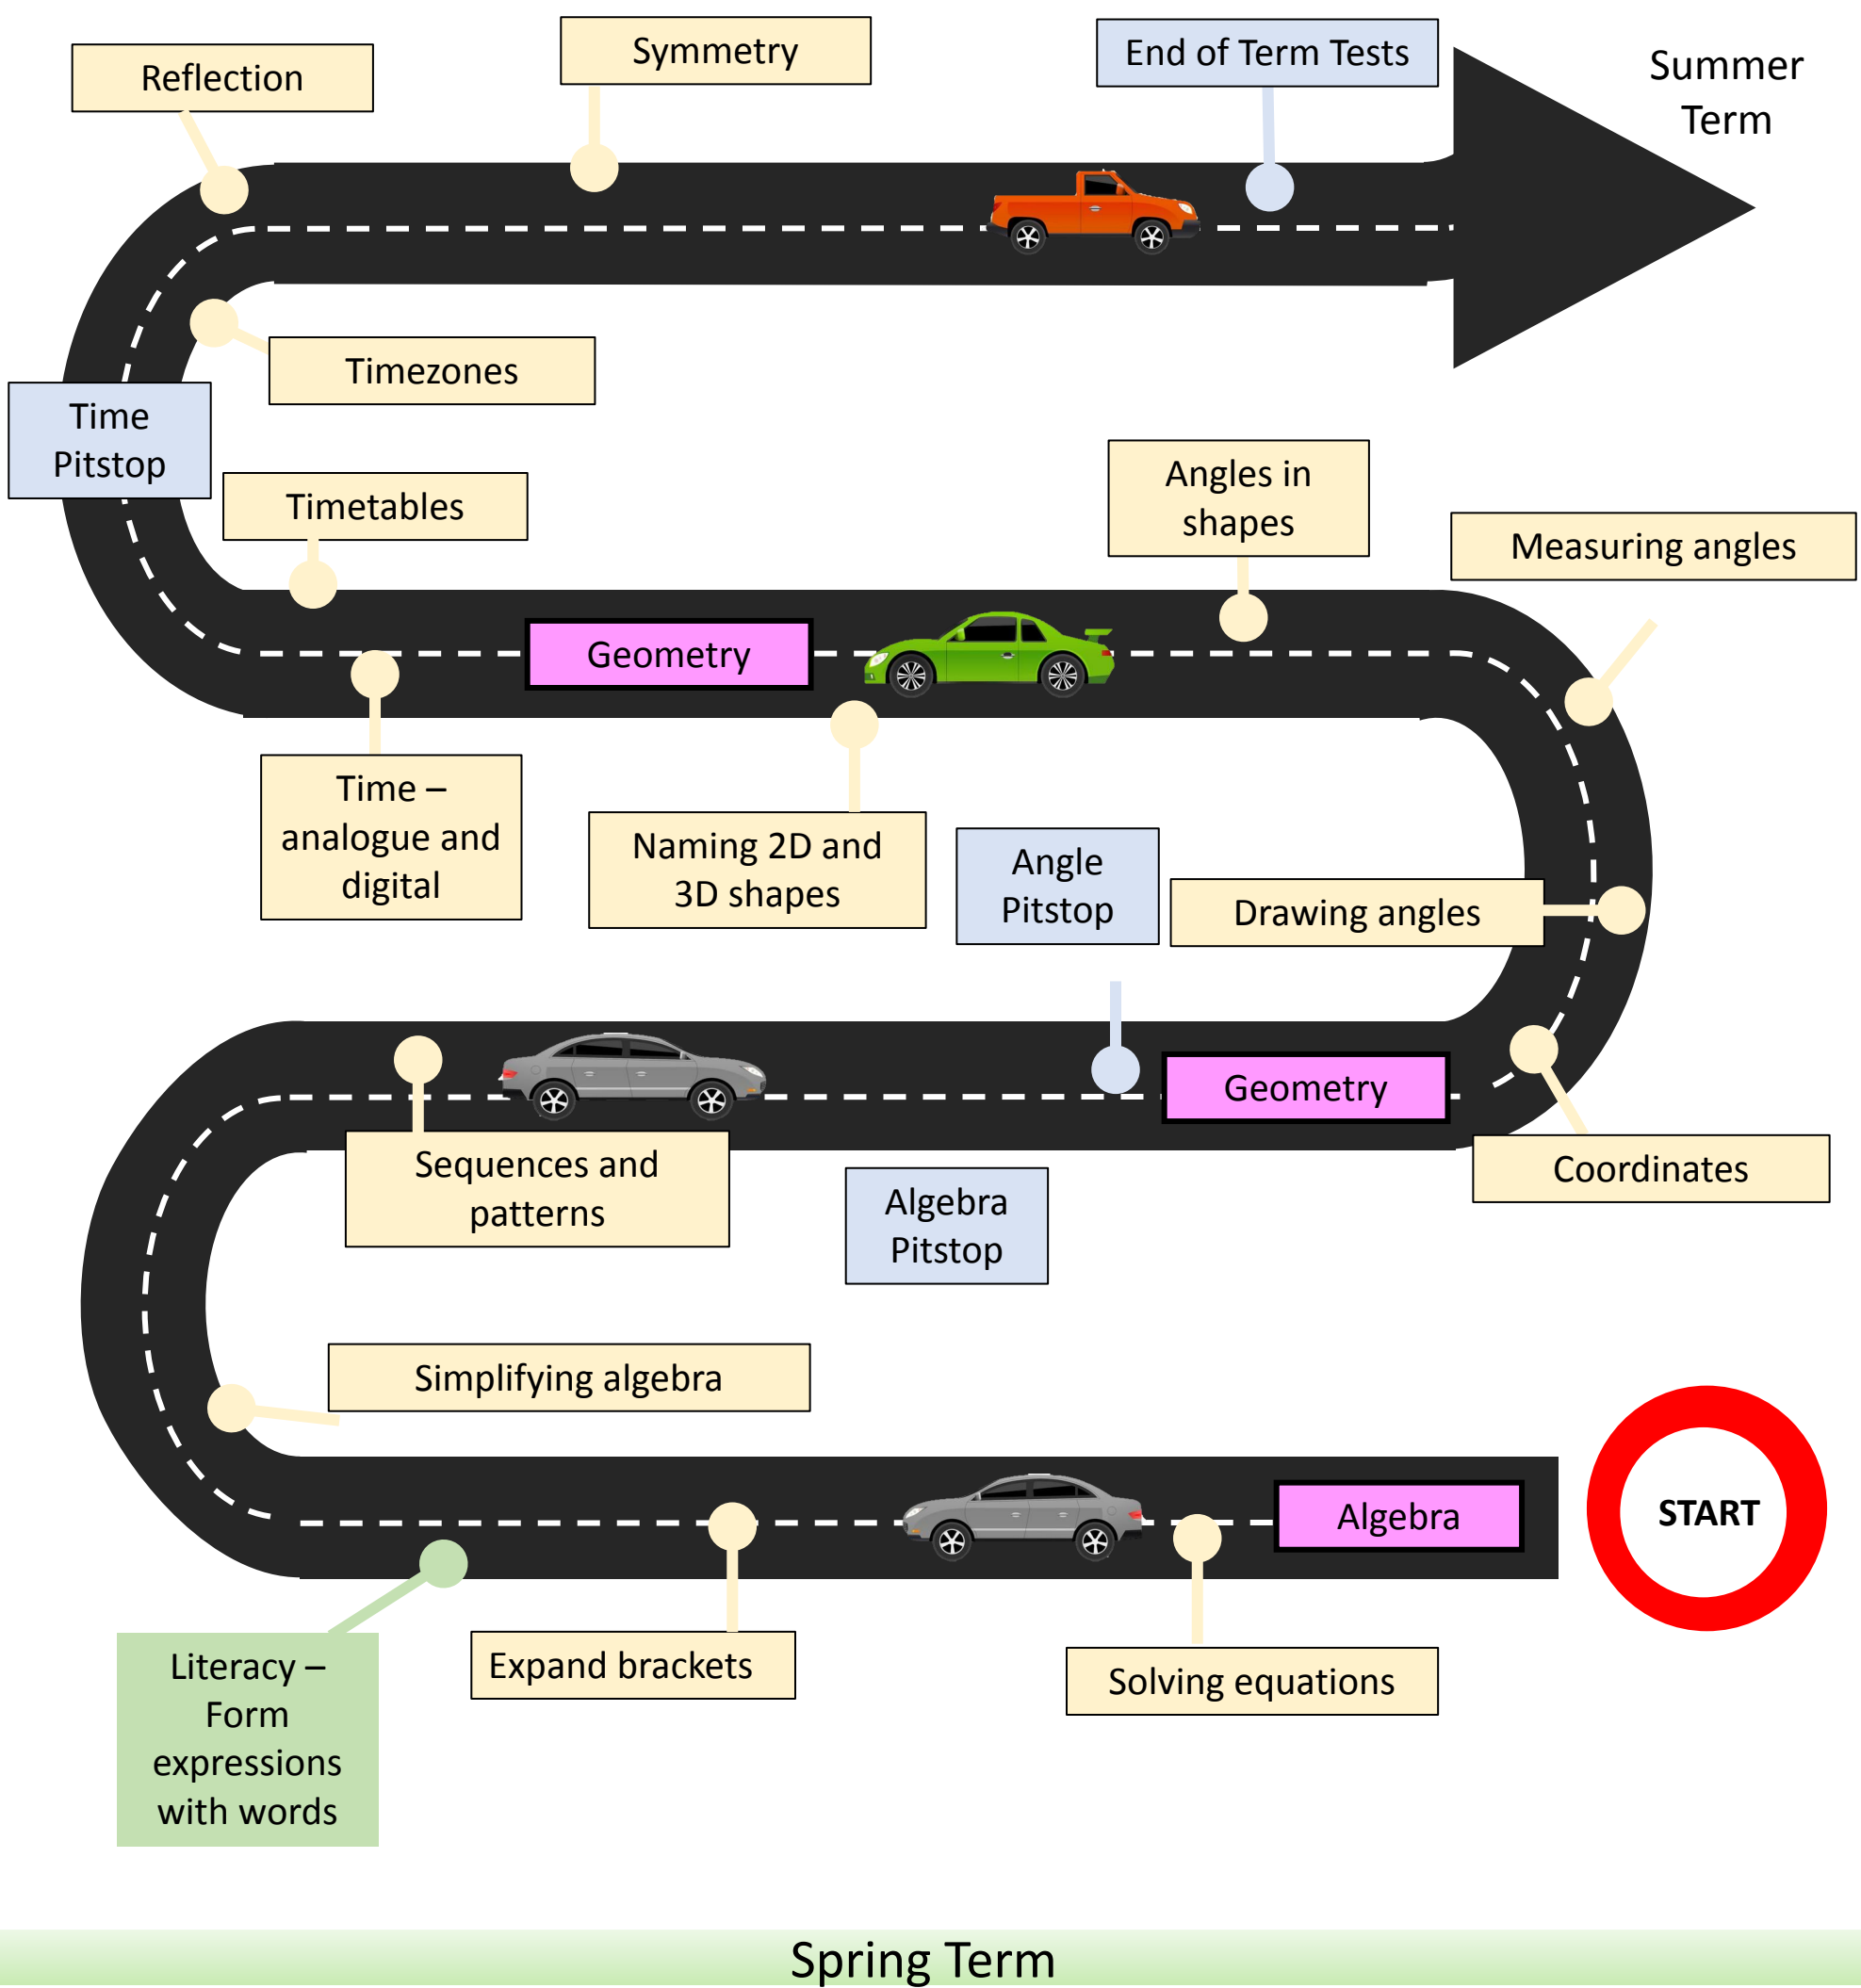 Reflection
Symmetry
End of Term Tests
Summer
Term
Timezones
Time
Pitstop
Timetables
Angles in
shapes
Measuring angles
Geometry
Time –
analogue and
digital
Naming 2D and
3D shapes
Angle
Pitstop
Drawing angles
Geometry
Sequences and
patterns
Coordinates
Algebra
Pitstop
Simplifying algebra
Algebra
START
Literacy –
Form
expressions
with words
Expand brackets
Solving equations
Spring Term